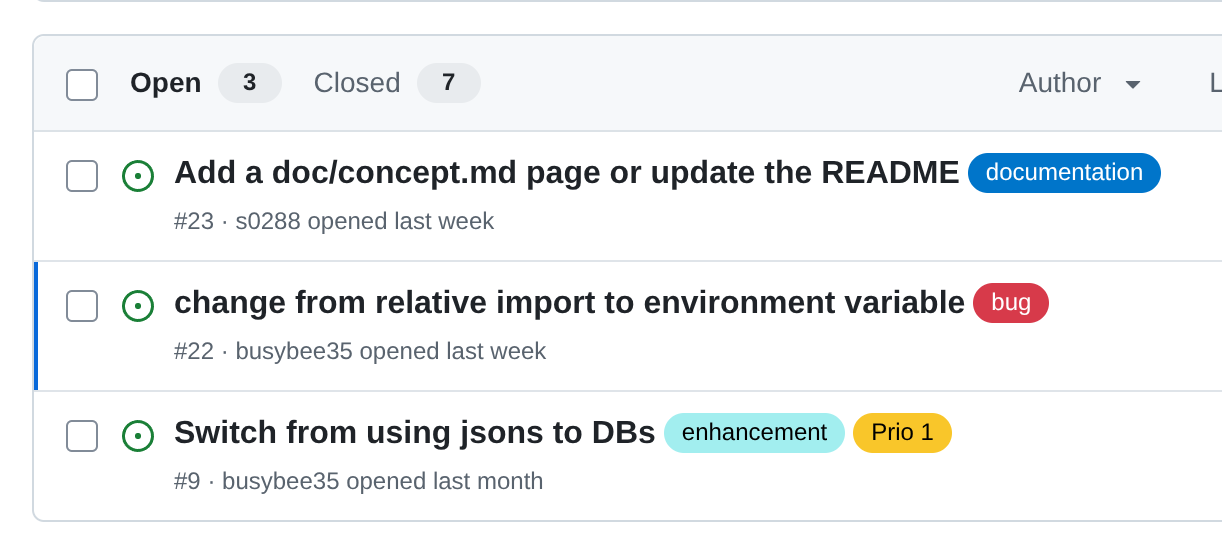 Open 3 Closed 7 Author L
Add a doc/concept.md page or update the README documentation
#23 · s0288 opened last week
change from relative import to environment variable bug
#22 · busybee35 opened last week
Switch from using jsons to DBs enhancement Prio 1
#9 · busybee35 opened last month